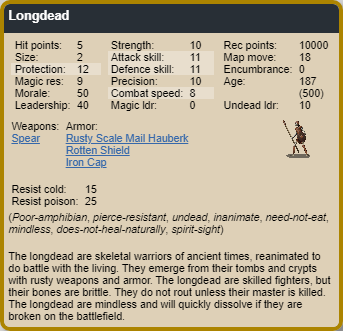 Longdead
Hit points: 5 Strength: 10 Rec points: 10000
Size: 2 Attack skill: 11 Map move: 18
Protection: 12 Defence skill: 11 Encumbrance: 0
Magic res: 9 Precision: 10 Age: 187
Morale: 50 Combat speed: 8 (500)
Leadership: 40 Magic ldr: 0 Undead ldr: 10
Weapons: Armor:
Spear Rusty Scale Mail Hauberk
Rotten Shield
Iron Cap
Resist cold: 15
Resist poison: 25
(Poor-amphibian, pierce-resistant, undead, inanimate, need-not-eat,
mindless, does-not-heal-naturally, spirit-sight)
The longdead are skeletal warriors of ancient times, reanimated to
do battle with the living. They emerge from their tombs and crypts
with rusty weapons and armor. The longdead are skilled fighters, but
their bones are brittle. They do not rout unless their master is killed.
The longdead are mindless and will quickly dissolve if they are
broken on the battlefield.